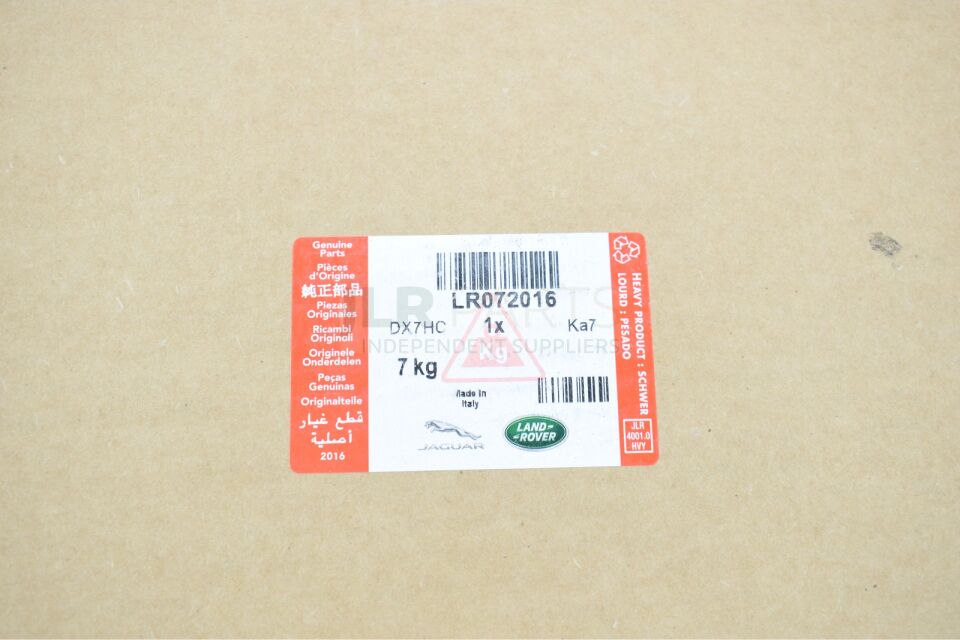 Genuine
Parts
Pièces
d'Origine
純正部品
Piezas
Originales
Ricambi
Originali
Originele
Onderdelen
Peças
Genuinas
Originalteile
قطع غيار
أصلية
2016
LR072016
DX7HC 1x Ka7
7 kg
Kg
Made in
Italy
JAGUAR
LAND-
-ROVER
HEAVY PRODUCT : SCHWER
LOURD : PESADO
JLR
4001.0
HVY
LR PARTS
INDEPENDENT SUPPLIERS